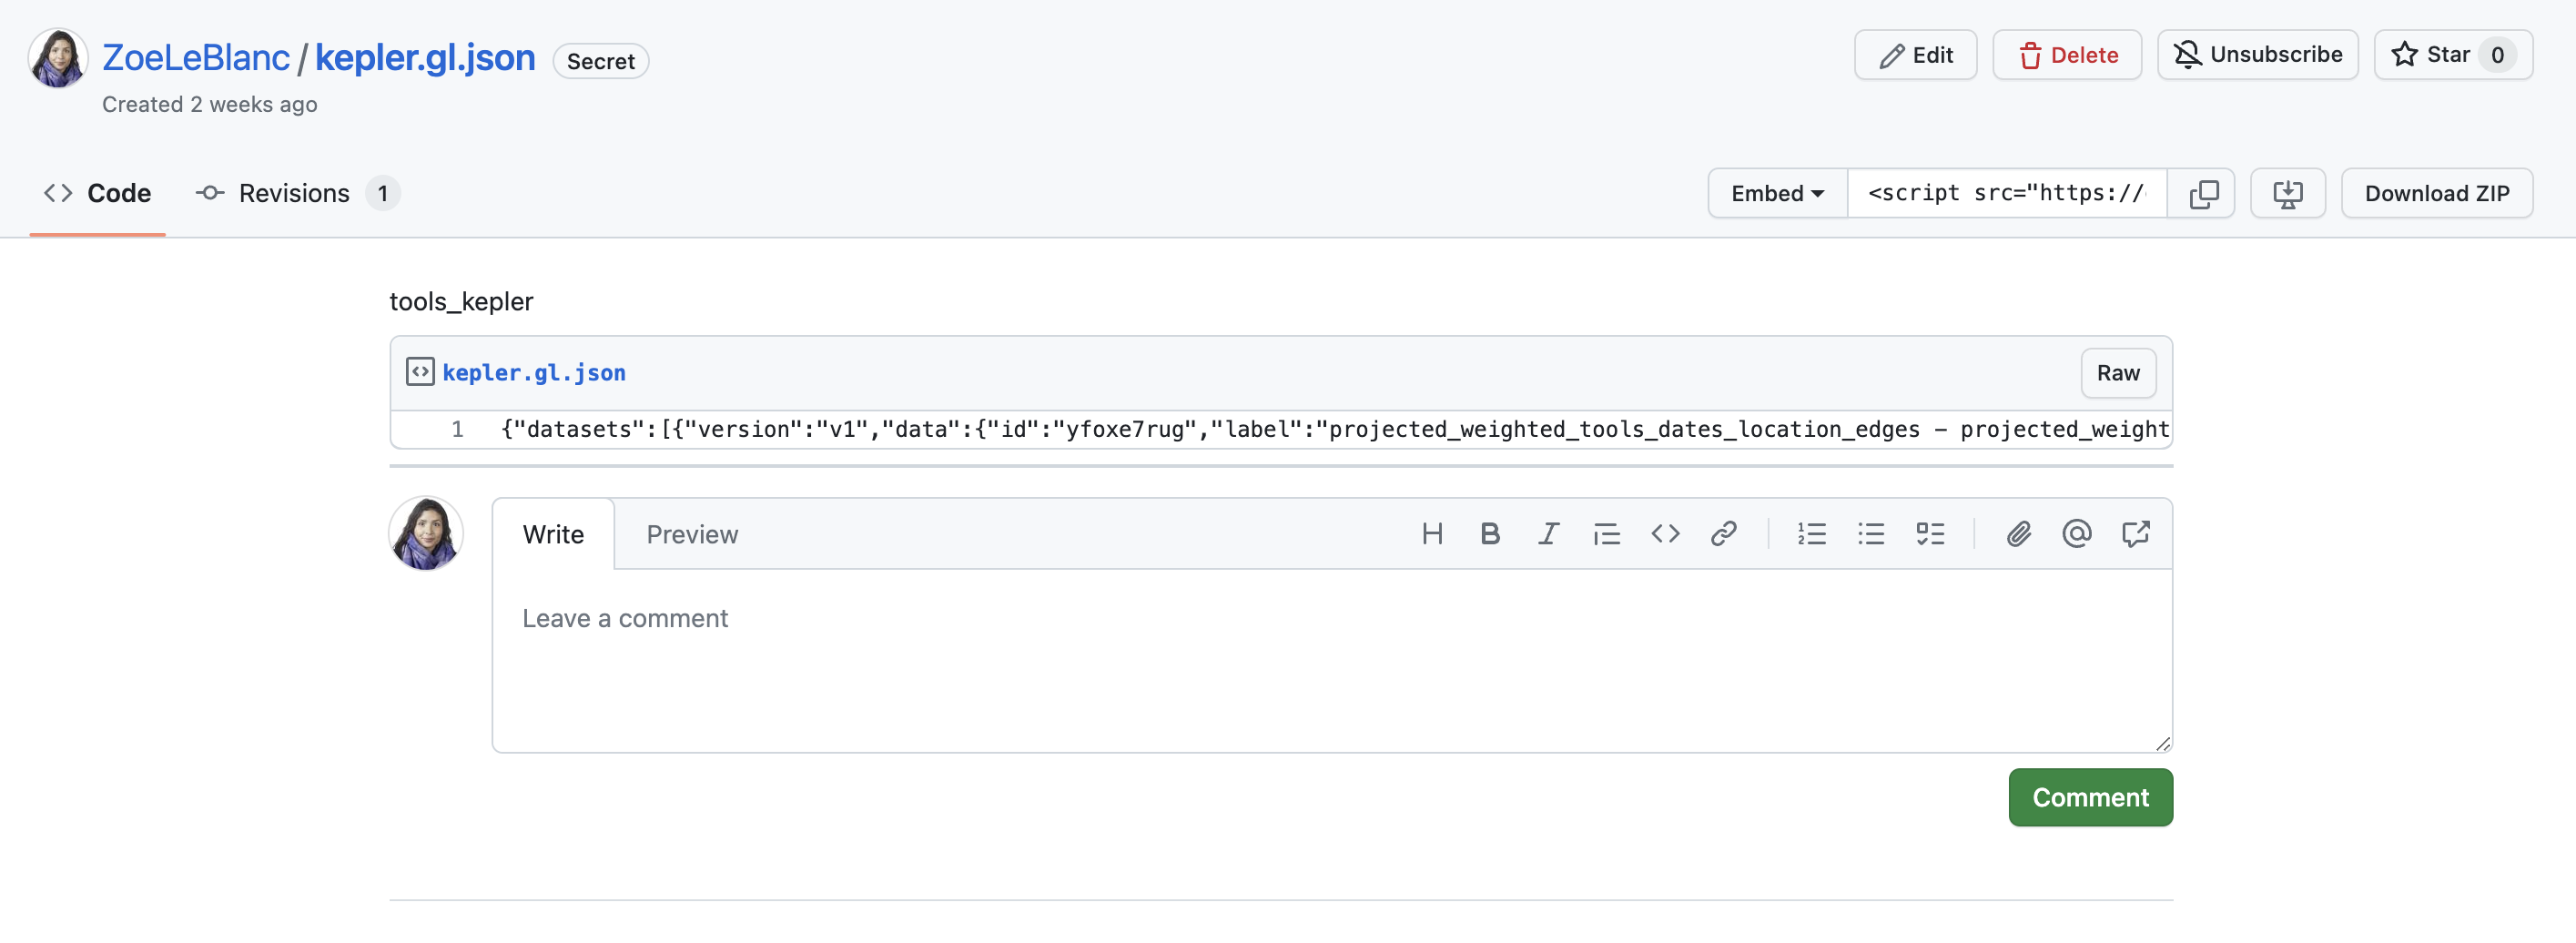 ZoeLeBlanc / kepler.gl.json Secret
Edit Delete Unsubscribe Star 0
Created 2 weeks ago
Code Revisions 1
Embed <script src="https:// Download ZIP
tools_kepler
kepler.gl.json Raw
1 {"datasets":[{"version":"v1","data":{"id":"yfoxe7rug","label":"projected_weighted_tools_dates_location_edges - projected_weight
Write Preview
Leave a comment
Comment